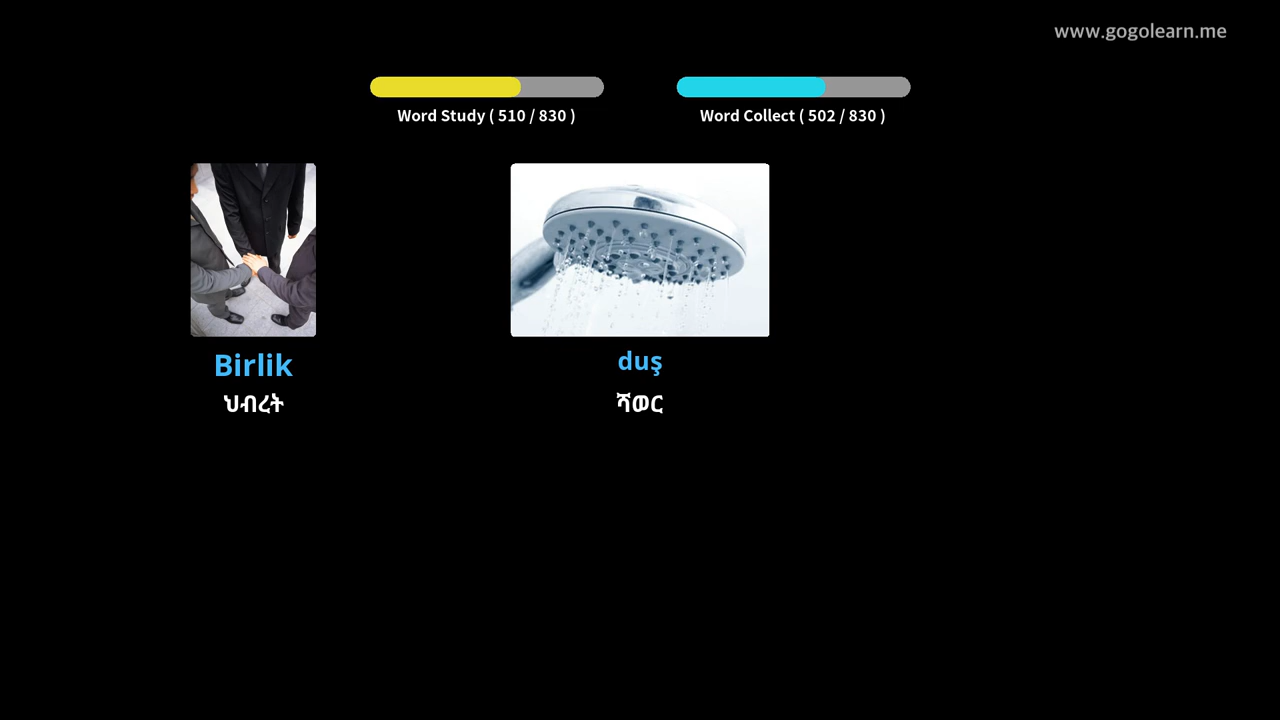 www.gogolearn.me
Word Study ( 510 / 830 )
Word Collect ( 502 / 830 )
Birlik
ህብረት
duş
ሻወር